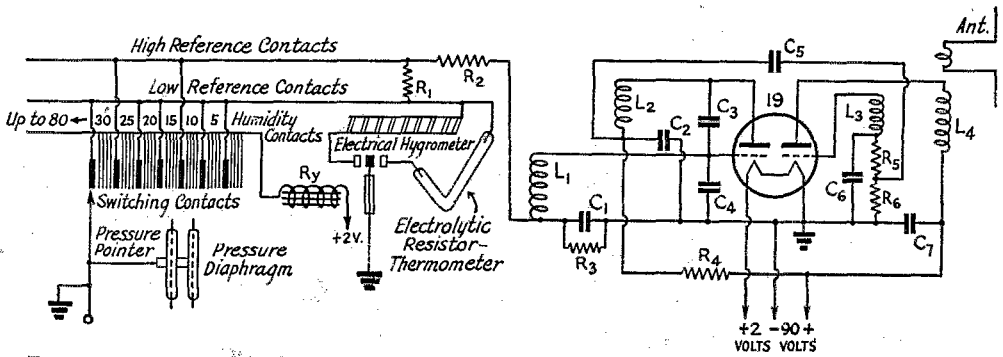 High Reference Contacts
Low Reference Contacts
Up to 80 30 25 20 15 10 5 Humidity Contacts
Switching Contacts
Pressure Pointer
Pressure Diaphragm
Ry
+2V.
R1
R2
Electrical Hygrometer
Electrolytic Resistor-Thermometer
L1
L2
C1
R3
C2
C3
C4
C5
19
L3
R5
R6
C6
C7
L4
Ant.
R4
+2 VOLTS
-90 + VOLTS